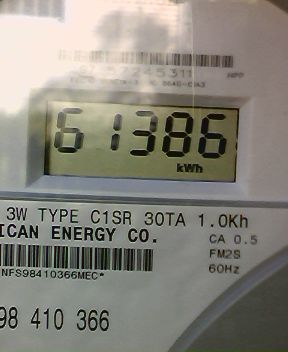 61386
kWh
3W TYPE C1SR 30TA 1.0Kh
ICAN ENERGY CO.
CA 0.5
FM2S
60Hz
NFS98410366MEC*
98 410 366